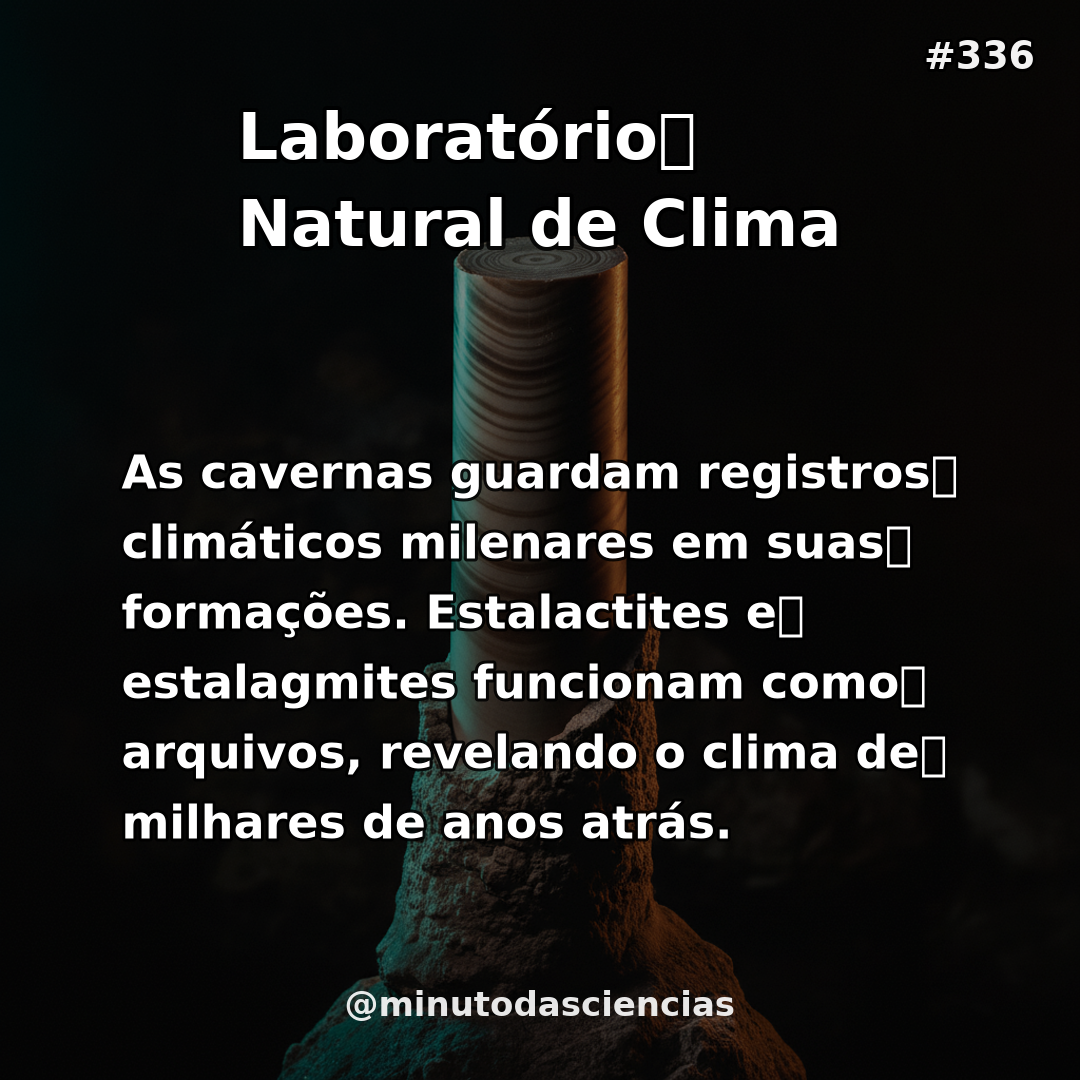 #336
Laboratório▯
Natural de Clima
As cavernas guardam registros▯
climáticos milenares em suas▯
formações. Estalactites e▯
estalagmites funcionam como▯
arquivos, revelando o clima de▯
milhares de anos atrás.
@minutodasciencias